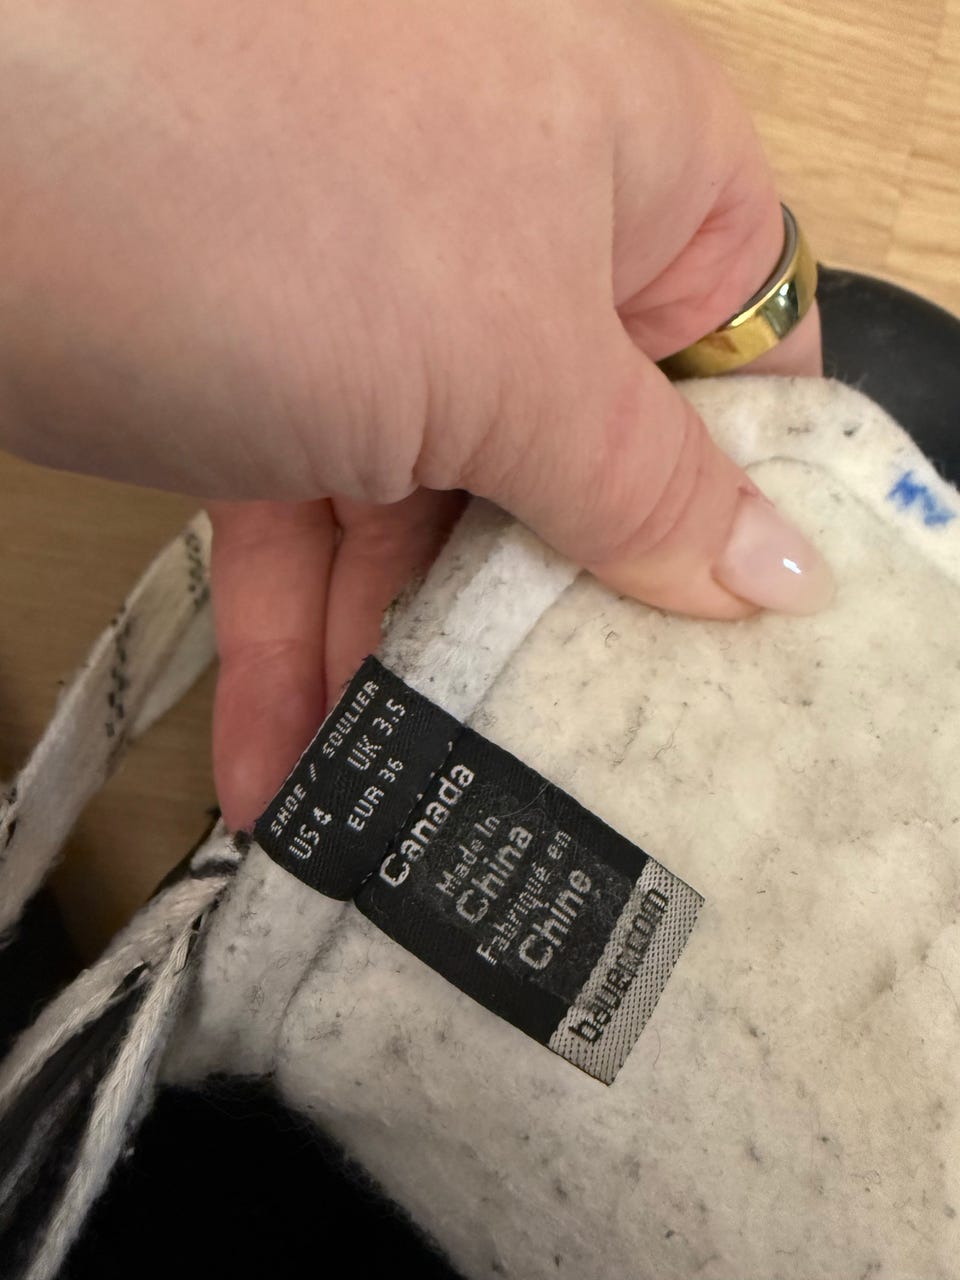 SHOE // SOULIER
US 4 UK 3.5
EUR 36
Canada
Made In
China
Fabriqué en
Chine
bauer.com